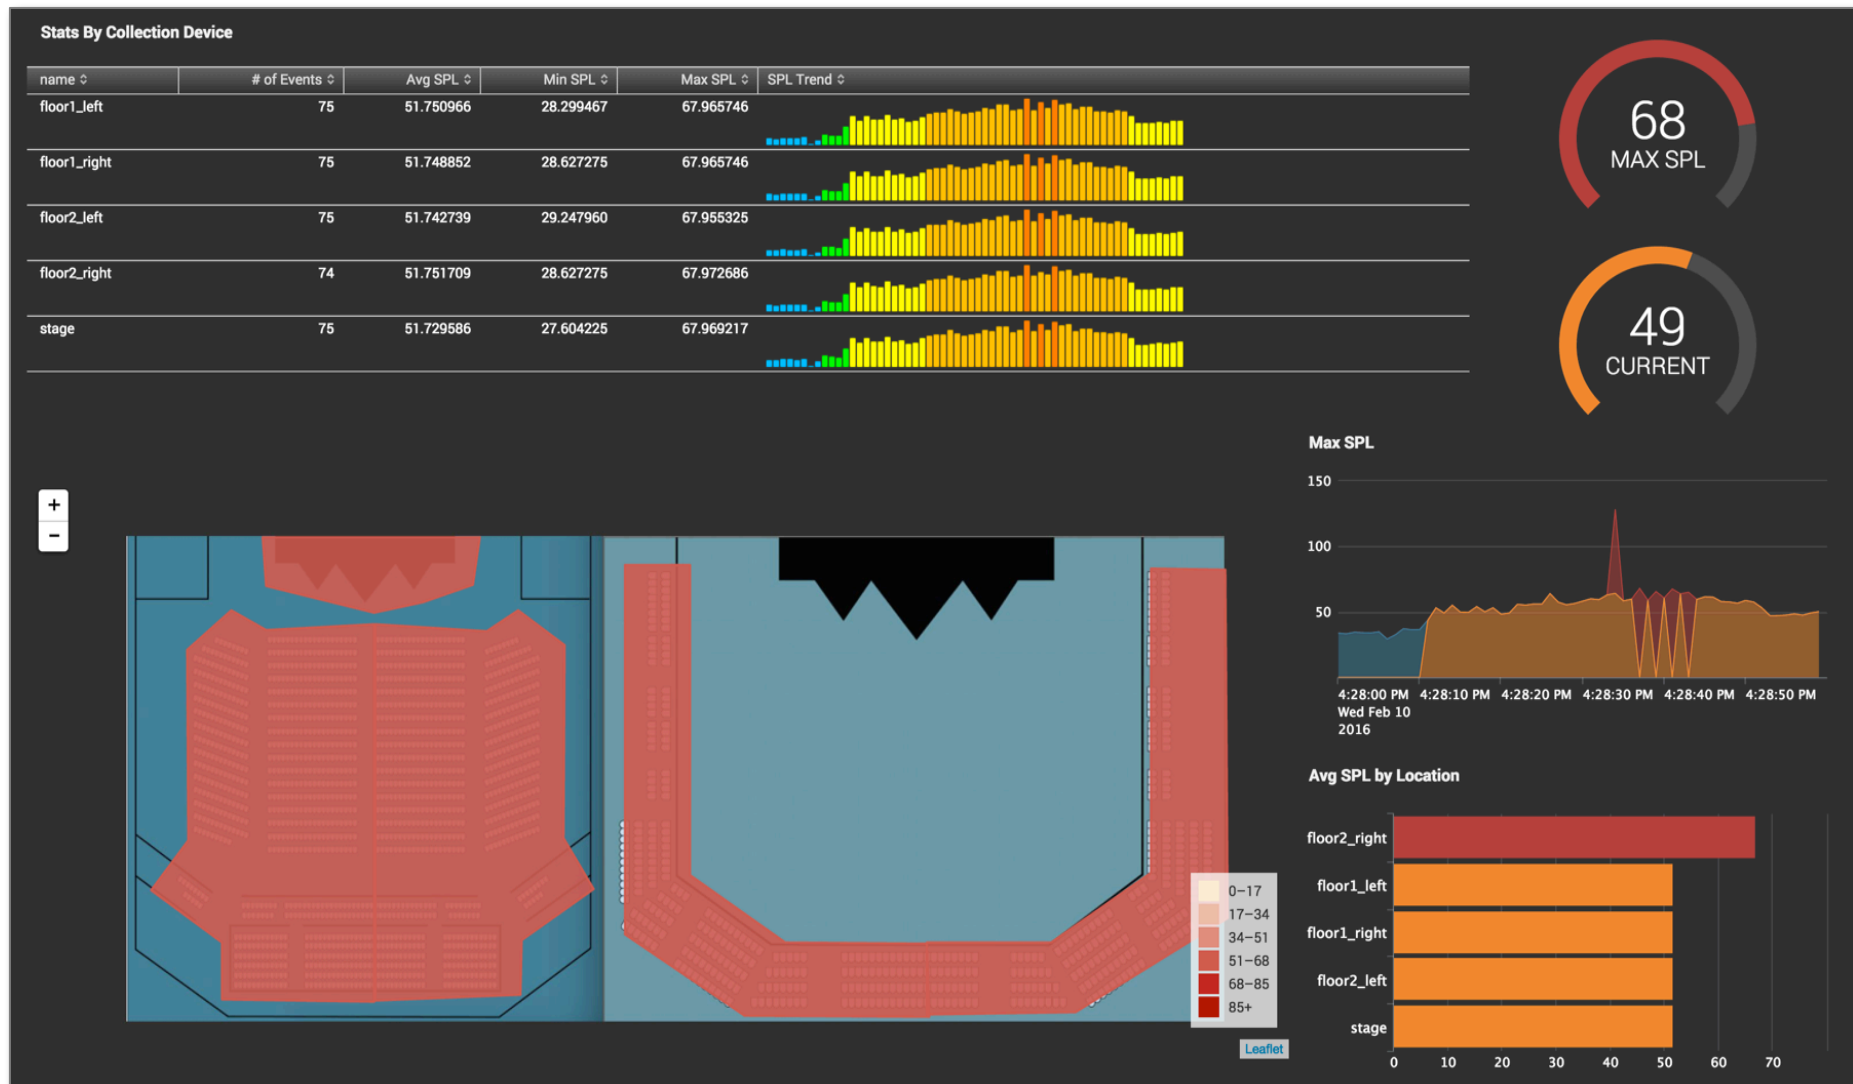 Stats By Collection Device
name # of Events Avg SPL Min SPL Max SPL SPL Trend
floor1_left 75 51.750966 28.299467 67.965746
floor1_right 75 51.748852 28.627275 67.965746
floor2_left 75 51.742739 29.247960 67.955325
floor2_right 74 51.751709 28.627275 67.972686
stage 75 51.729586 27.604225 67.969217
68
MAX SPL
49
CURRENT
+
−
0–17
17–34
34–51
51–68
68–85
85+
Leaflet
Max SPL
150
100
50
4:28:00 PM 4:28:10 PM 4:28:20 PM 4:28:30 PM 4:28:40 PM 4:28:50 PM
Wed Feb 10
2016
Avg SPL by Location
floor2_right
floor1_left
floor1_right
floor2_left
stage
0 10 20 30 40 50 60 70